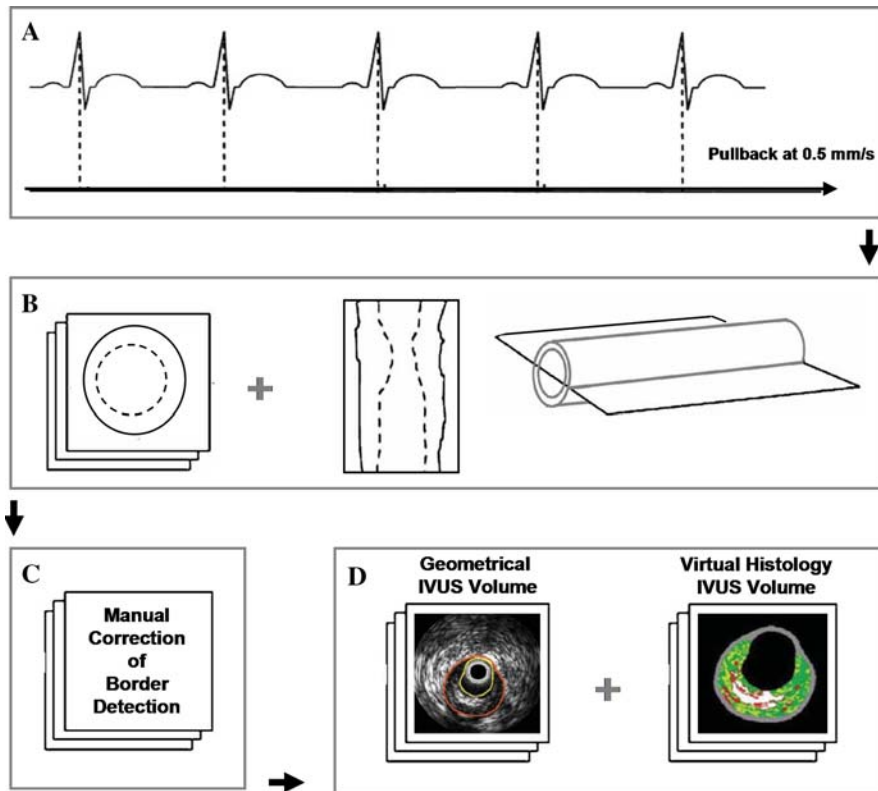 A
Pullback at 0.5 mm/s
B
C
Manual
Correction
of
Border
Detection
D
Geometrical
IVUS Volume
Virtual Histology
IVUS Volume